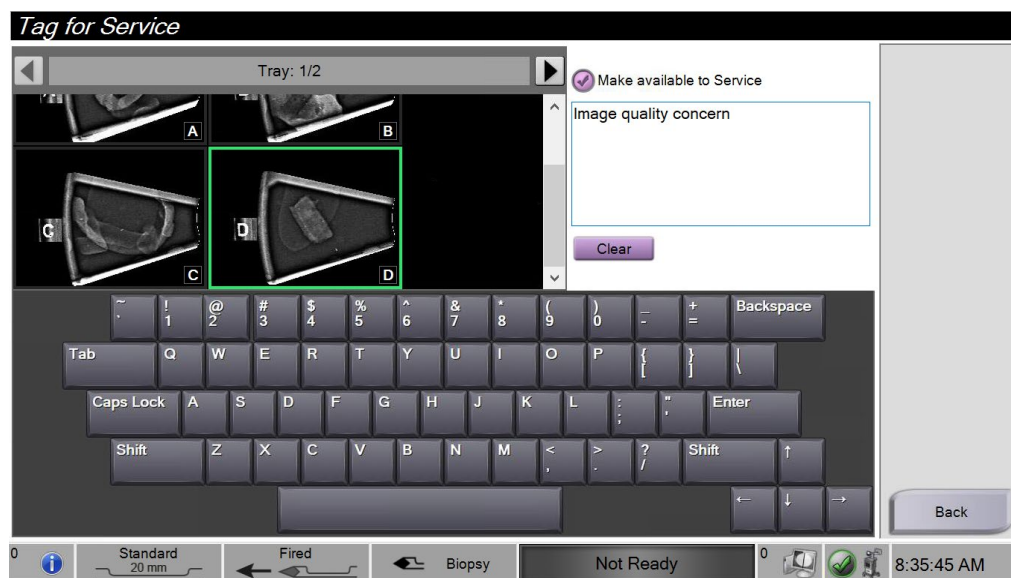 Tag for Service
Tray: 1/2
Make available to Service
A
B
Image quality concern
C
D
C
D
Clear
~ ! @ # $ % ^ & * ( ) _ + Backspace
` 1 2 3 4 5 6 7 8 9 0 - =
Tab Q W E R T Y U I O P { } |
[ ] \
Caps Lock A S D F G H J K L : " Enter
; '
Shift Z X C V B N M < > ? Shift ↑
, . /
← ↓ →
Back
0
i
Standard
20 mm
Fired
Biopsy
Not Ready
0
8:35:45 AM